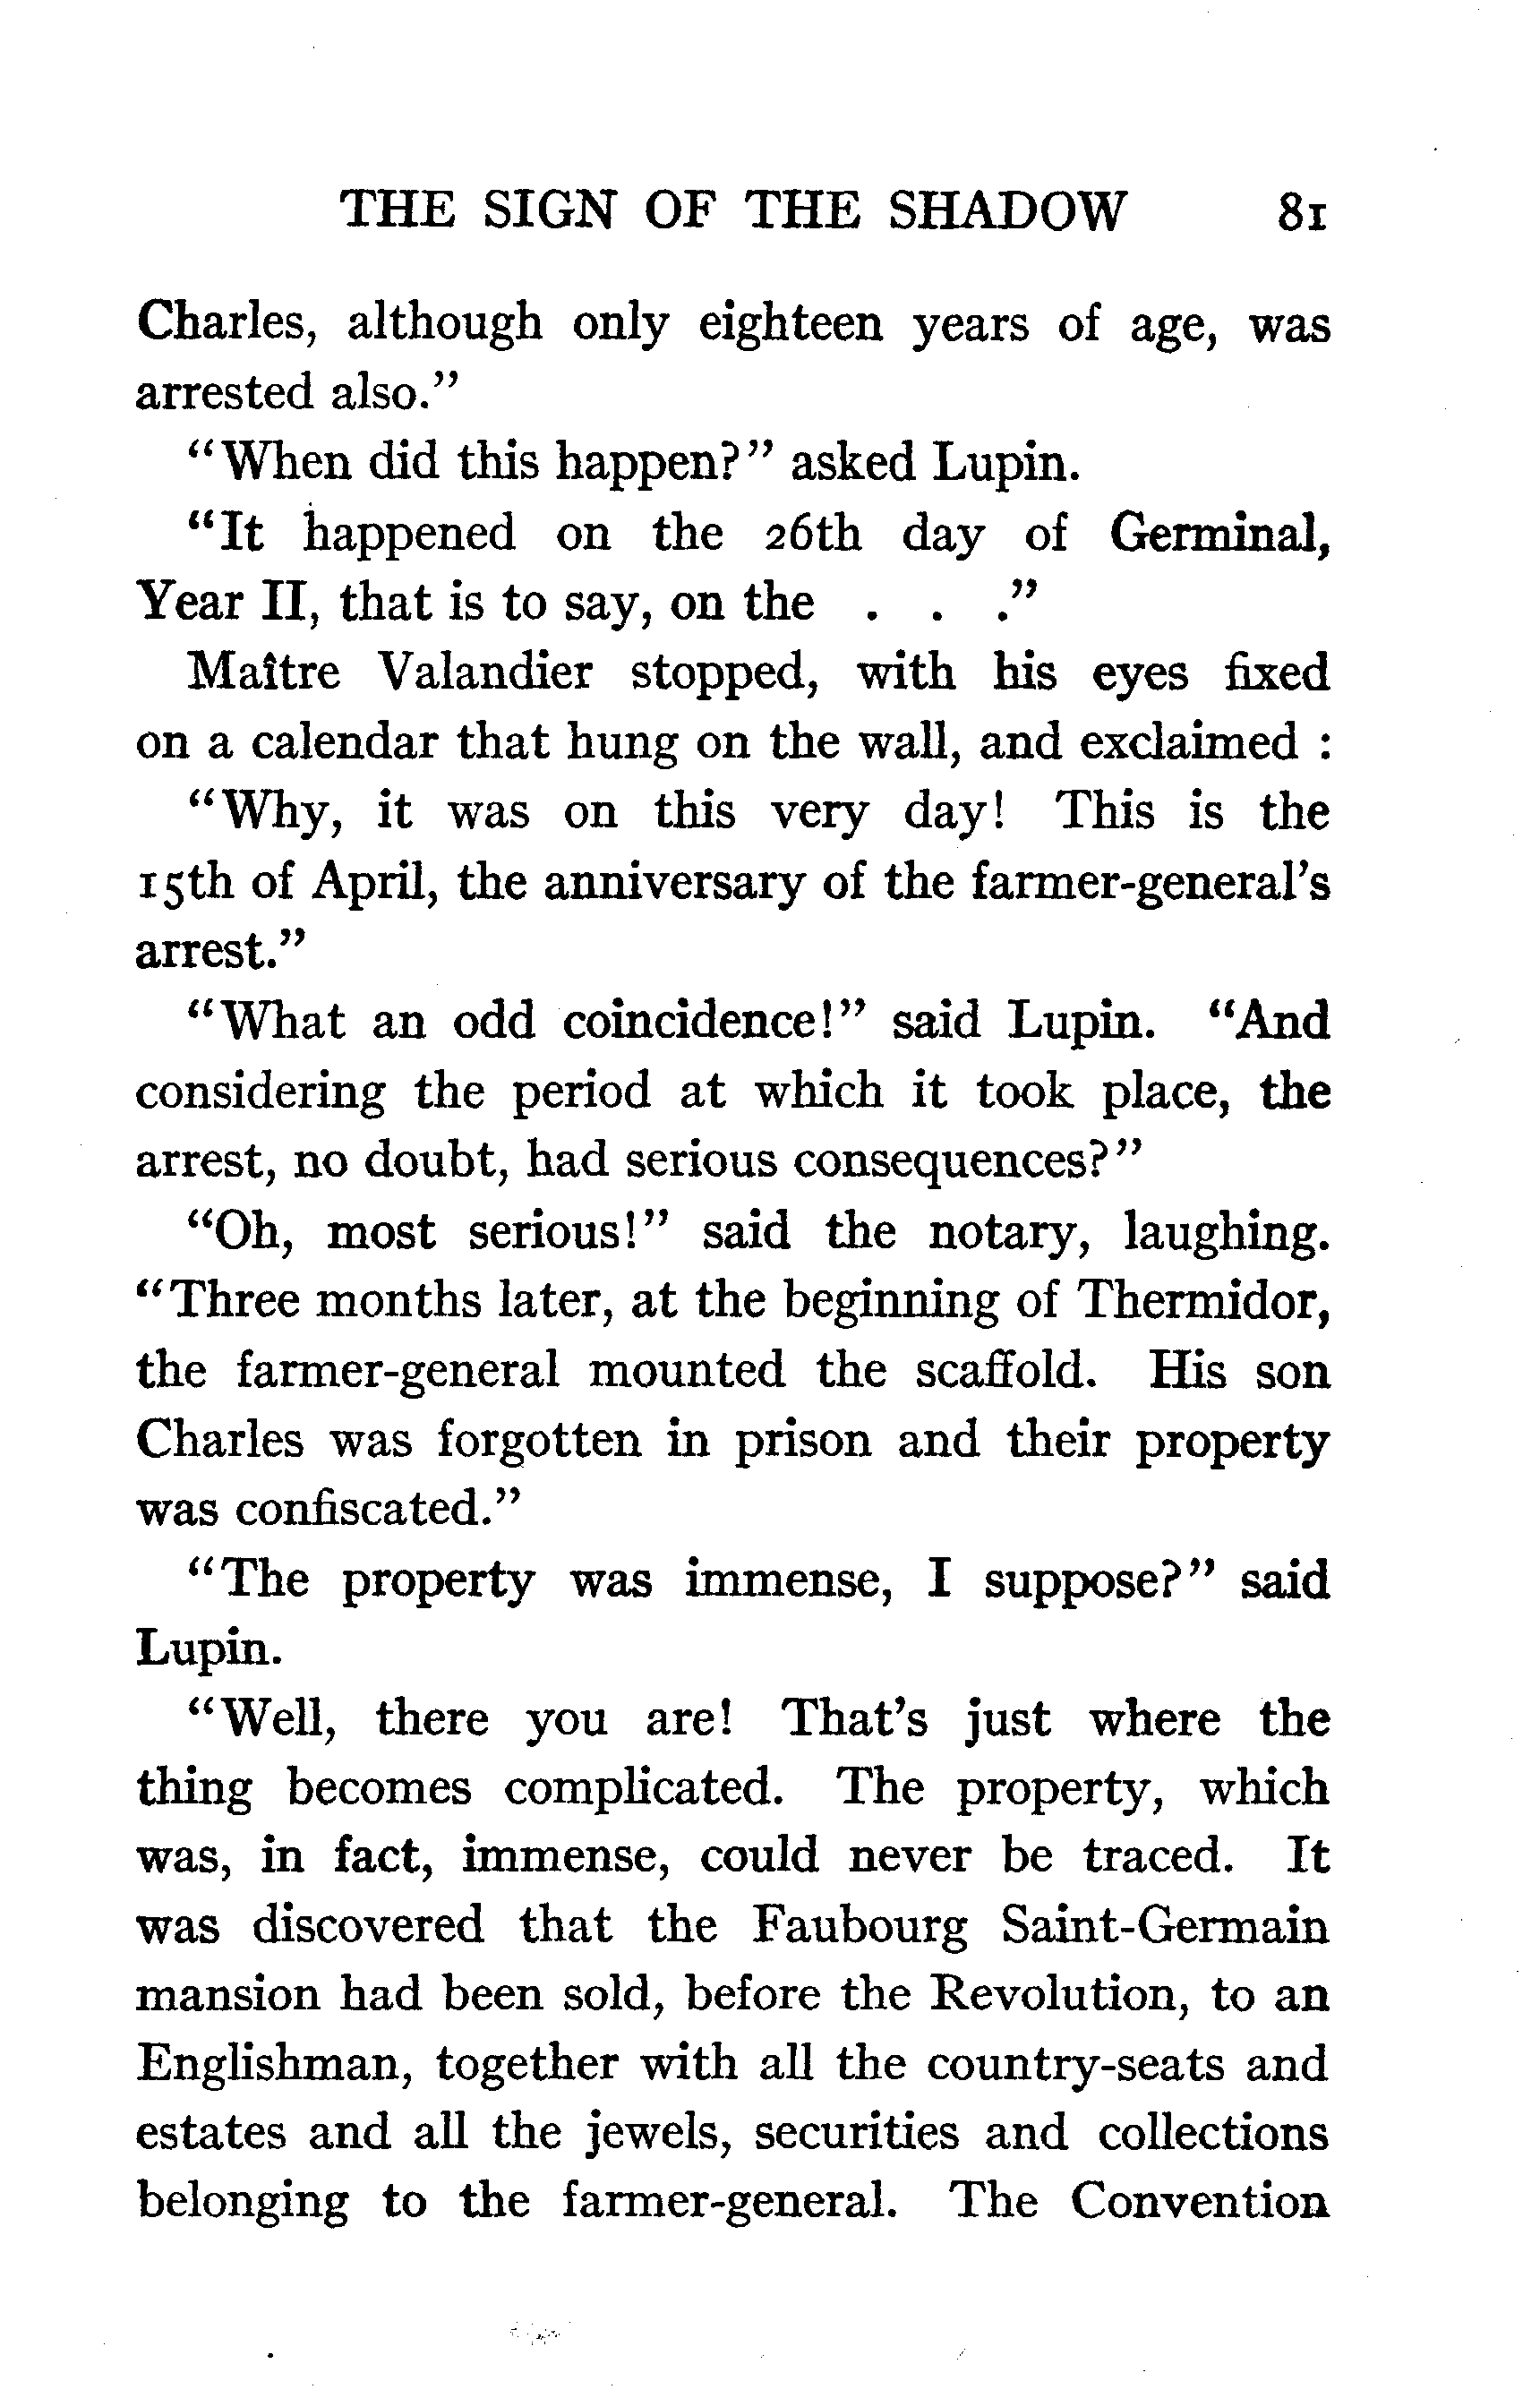 THE SIGN OF THE SHADOW 81
Charles, although only eighteen years of age, was
arrested also."
"When did this happen?" asked Lupin.
"It happened on the 26th day of Germinal,
Year II, that is to say, on the . . ."
Maître Valandier stopped, with his eyes fixed
on a calendar that hung on the wall, and exclaimed :
"Why, it was on this very day! This is the
15th of April, the anniversary of the farmer-general's
arrest."
"What an odd coincidence!" said Lupin. "And
considering the period at which it took place, the
arrest, no doubt, had serious consequences?"
"Oh, most serious!" said the notary, laughing.
"Three months later, at the beginning of Thermidor,
the farmer-general mounted the scaffold. His son
Charles was forgotten in prison and their property
was confiscated."
"The property was immense, I suppose?" said
Lupin.
"Well, there you are! That's just where the
thing becomes complicated. The property, which
was, in fact, immense, could never be traced. It
was discovered that the Faubourg Saint-Germain
mansion had been sold, before the Revolution, to an
Englishman, together with all the country-seats and
estates and all the jewels, securities and collections
belonging to the farmer-general. The Convention